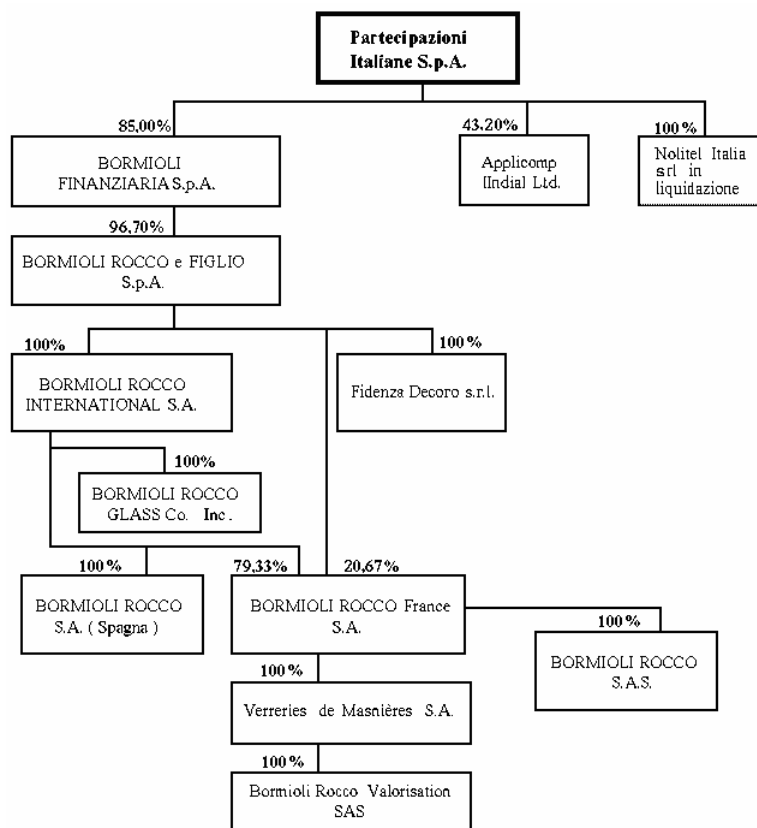 Partecipazioni
Italiane S.p.A.
85,00%
43.20%
100%
BORMIOLI
FINANZIARIA S.p.A.
Applicomp
IIndial Ltd.
Nolitel Italia
srl in
liquidazione
96,70%
BORMIOLI ROCCO e FIGLIO
S.p.A.
100%
100%
BORMIOLI ROCCO
INTERNATIONAL S.A.
Fidenza Decoro s.r.l.
100%
BORMIOLI ROCCO
GLASS Co. Inc.
100%
79,33%
20,67%
BORMIOLI ROCCO
S.A. ( Spagna )
BORMIOLI ROCCO France
S.A.
100%
BORMIOLI ROCCO
S.A.S.
100%
Verreries de Masnières S.A.
100%
Bormioli Rocco Valorisation
SAS